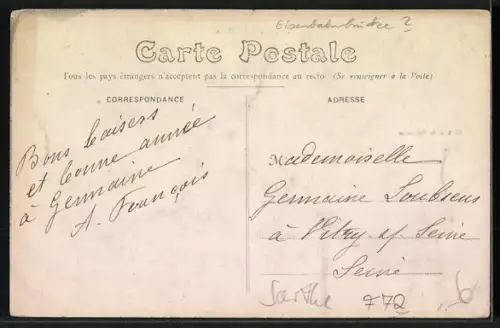 Eisenbahnbrücke ?
Carte Postale
Tous les pays étrangers n'acceptent pas la correspondance au recto (Se renseigner à la Poste)
CORRESPONDANCE
ADRESSE
Bons baisers
et bonne année
à Germaine
A. François
Mademoiselle
Germaine Loubsens
à Vitry s/ Seine
Seine
Sarthe
772